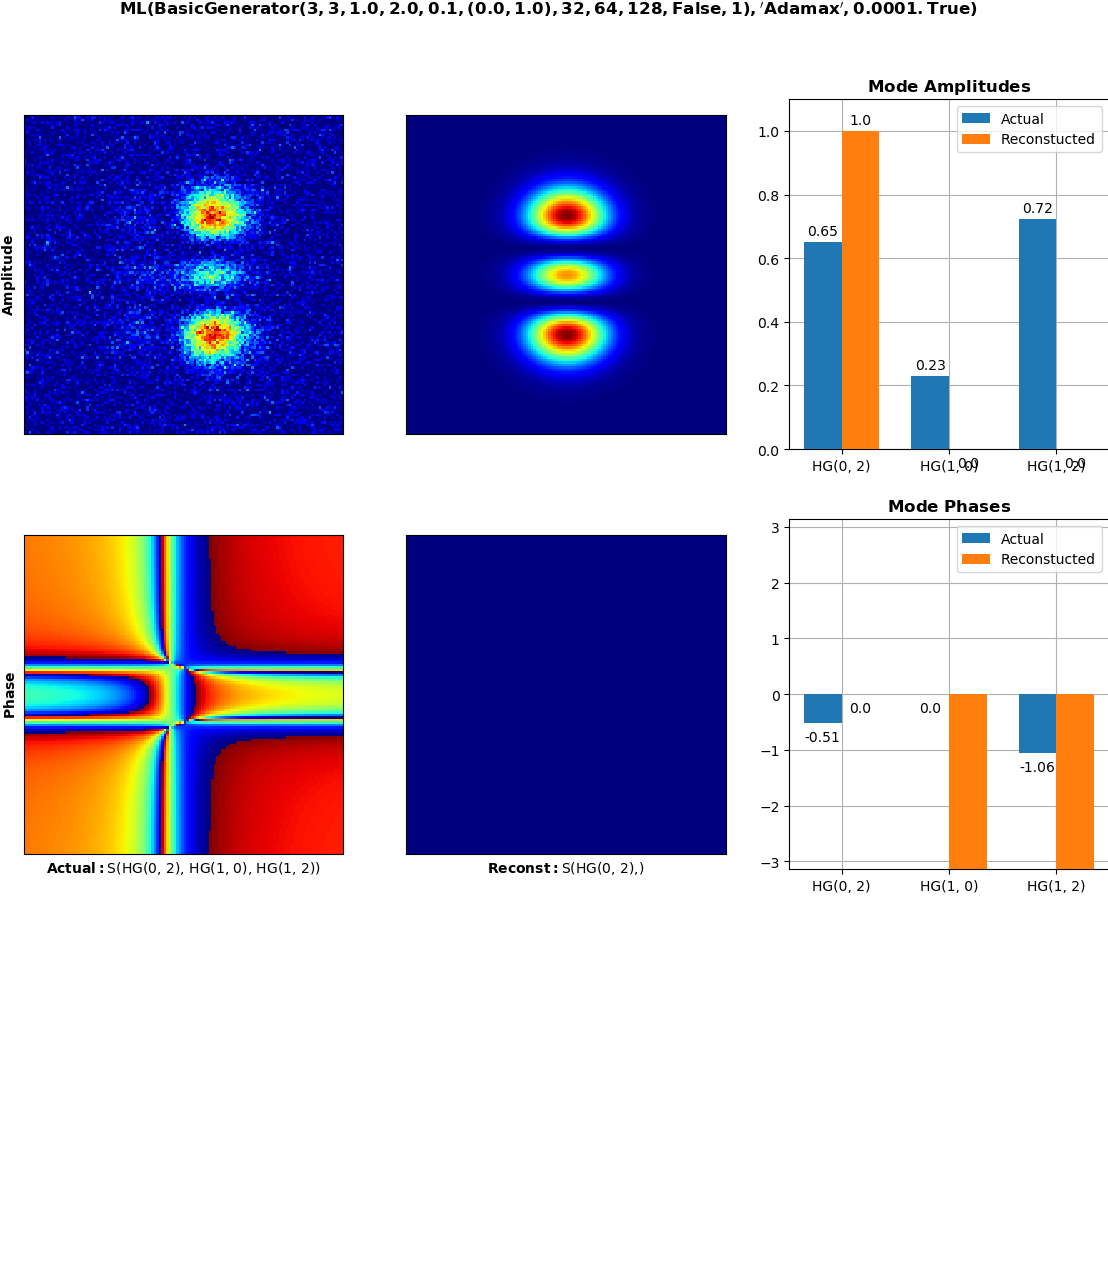 ML(BasicGenerator(3, 3, 1.0, 2.0, 0.1, (0.0, 1.0), 32, 64, 128, False, 1), ′Adamax′, 0.0001. True)
Amplitude
Mode Amplitudes
Actual
Reconstucted
1.0
0.8
0.6
0.4
0.2
0.0
0.65
1.0
0.23
0.0
0.72
0.0
HG(0, 2)
HG(1, 0)
HG(1, 2)
Phase
Actual: S(HG(0, 2), HG(1, 0), HG(1, 2))
Reconst: S(HG(0, 2),)
Mode Phases
Actual
Reconstucted
3
2
1
0
−1
−2
−3
-0.51
0.0
0.0
-1.06
HG(0, 2)
HG(1, 0)
HG(1, 2)